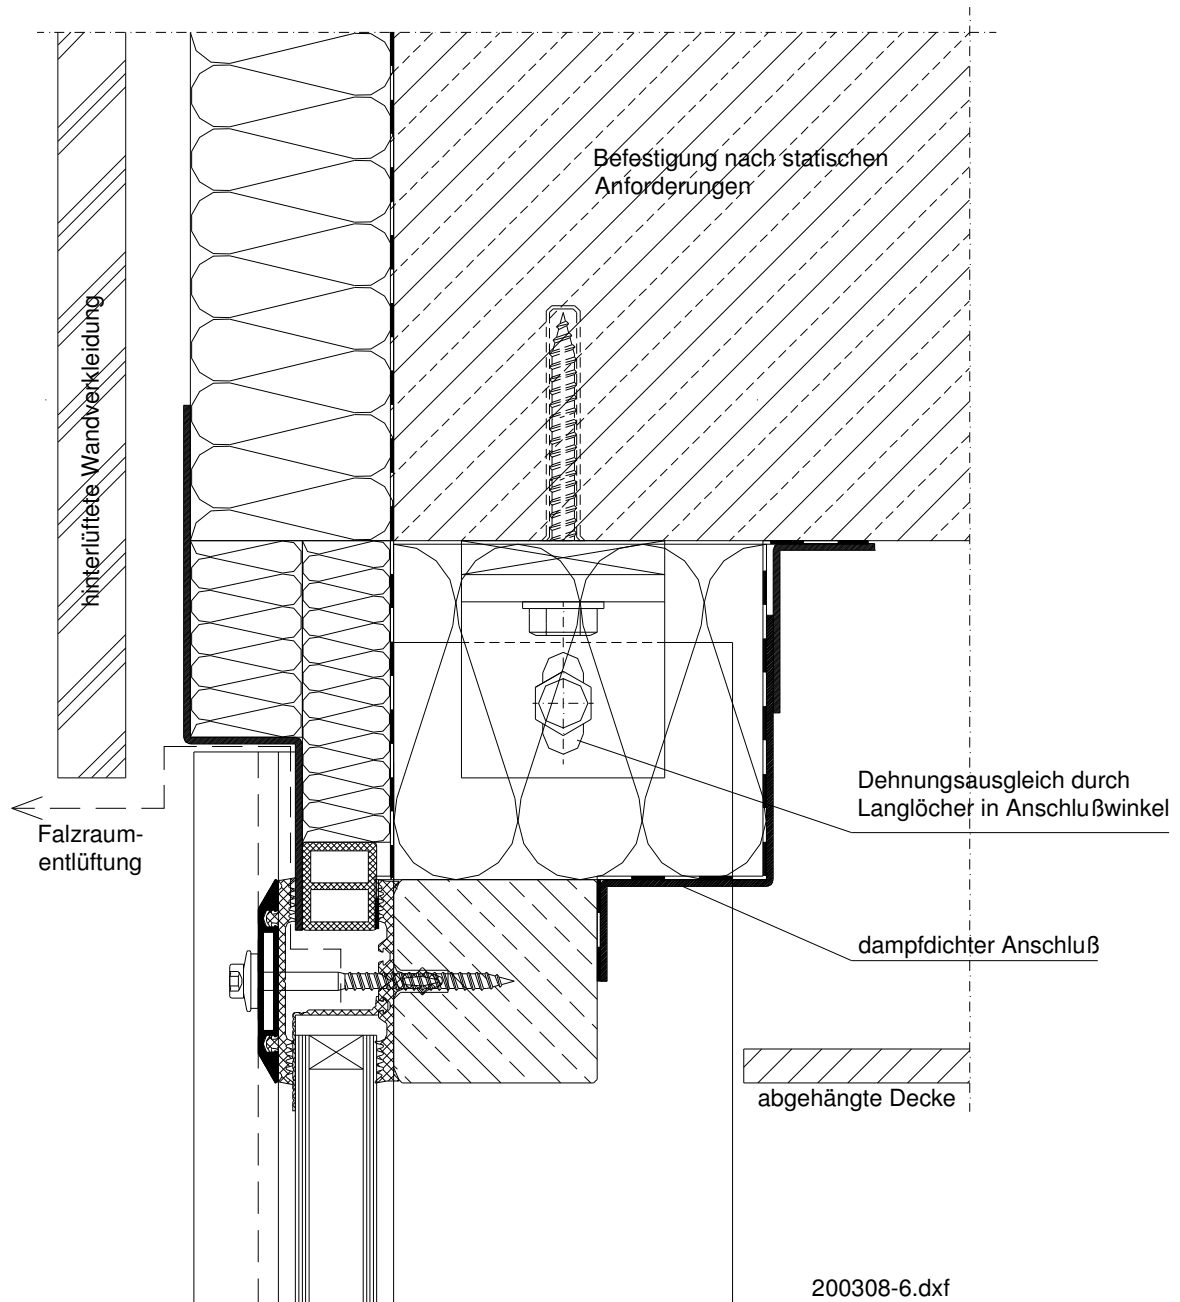 Befestigung nach statischen
Anforderungen
hinterlüftete Wandverkleidung
Dehnungsausgleich durch
Langlöcher in Anschlußwinkel
Falzraum-
entlüftung
dampfdichter Anschluß
abgehängte Decke
200308-6.dxf